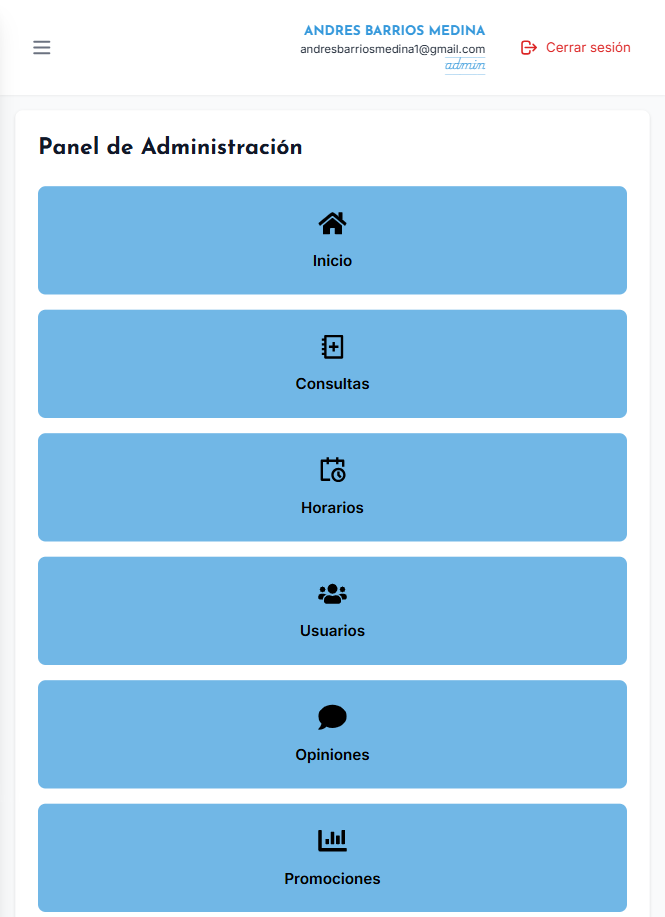 ANDRES BARRIOS MEDINA
andresbarriosmedina1@gmail.com
admin
Cerrar sesión
Panel de Administración
Inicio
Consultas
Horarios
Usuarios
Opiniones
Promociones